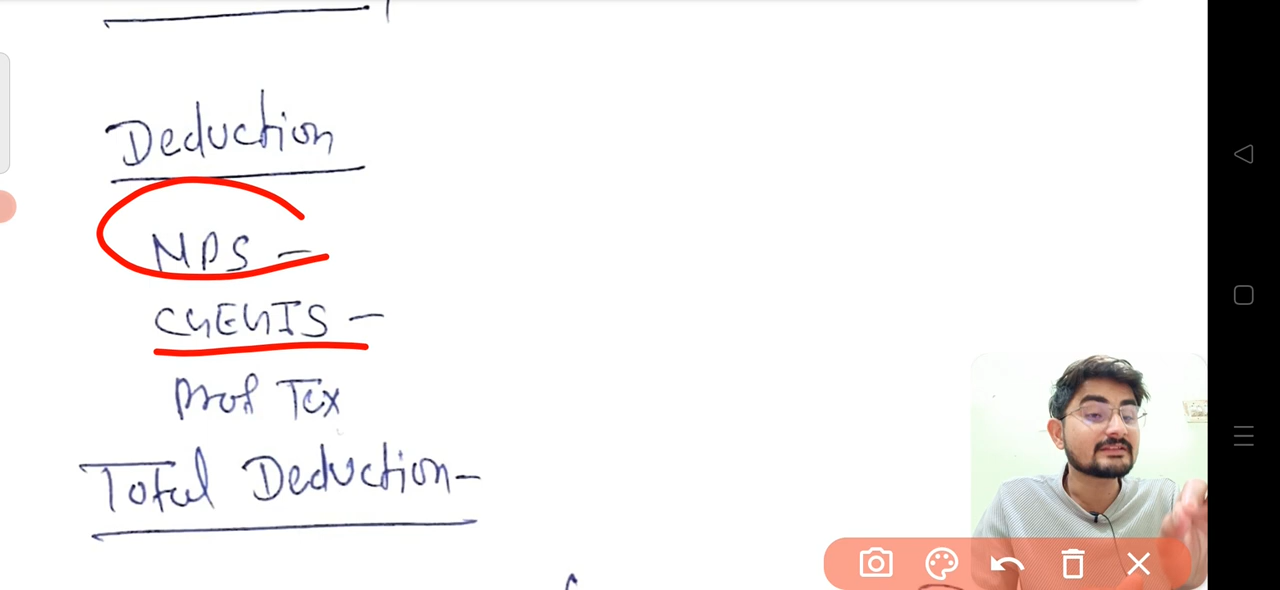 Deduction
NPS -
CGEGIS -
Prof Tax
Total Deduction -